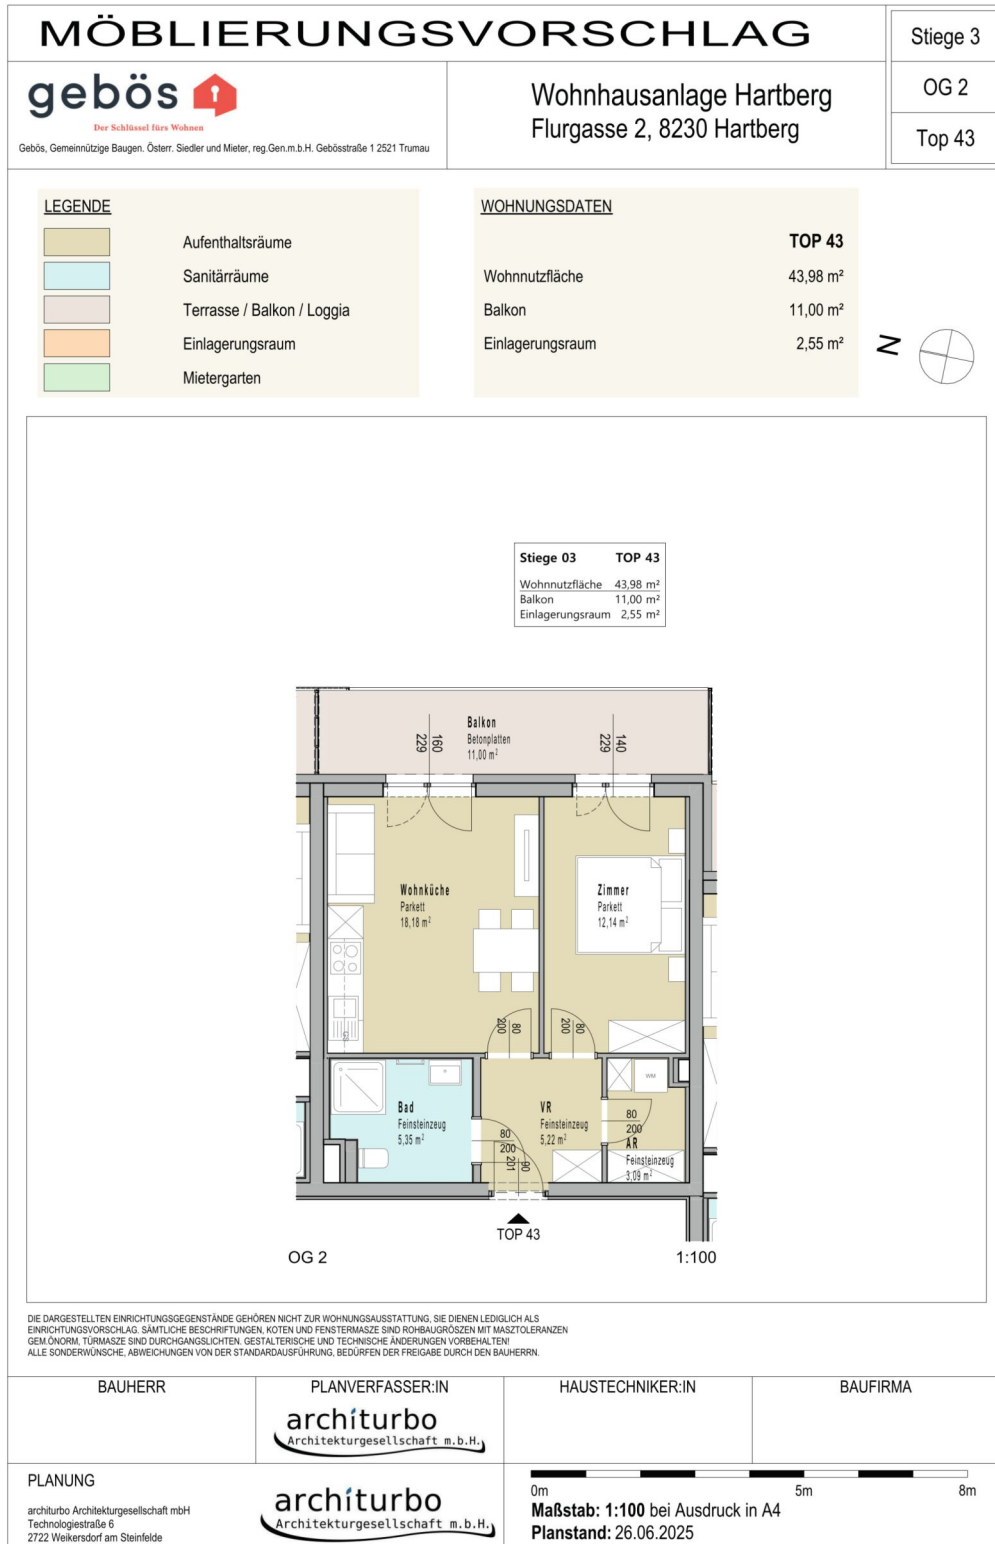 MÖBLIERUNGSVORSCHLAG
Stiege 3
OG 2
Top 43
gebös
Der Schlüssel fürs Wohnen
Gebös, Gemeinnützige Baugen. Österr. Siedler und Mieter, reg.Gen.m.b.H. Gebösstraße 1 2521 Trumau
Wohnhausanlage Hartberg
Flurgasse 2, 8230 Hartberg
LEGENDE
Aufenthaltsräume
Sanitärräume
Terrasse / Balkon / Loggia
Einlagerungsraum
Mietergarten
WOHNUNGSDATEN
TOP 43
Wohnnutzfläche 43,98 m²
Balkon 11,00 m²
Einlagerungsraum 2,55 m²
N
Stiege 03 TOP 43
Wohnnutzfläche 43,98 m²
Balkon 11,00 m²
Einlagerungsraum 2,55 m²
Balkon
Betonplatten
11,00 m²
160
229
140
229
Wohnküche
Parkett
18,18 m²
Zimmer
Parkett
12,14 m²
80
200
80
200
WM
GS
Bad
Feinsteinzeug
5,35 m²
VR
Feinsteinzeug
5,22 m²
80
200
AR
Feinsteinzeug
3,09 m²
80
200
90
201
TOP 43
OG 2
1:100
DIE DARGESTELLTEN EINRICHTUNGSGEGENSTÄNDE GEHÖREN NICHT ZUR WOHNUNGSAUSSTATTUNG, SIE DIENEN LEDIGLICH ALS
EINRICHTUNGSVORSCHLAG. SÄMTLICHE BESCHRIFTUNGEN, KOTEN UND FENSTERMASZE SIND ROHBAUGRÖSZEN MIT MASZTOLERANZEN
GEM.ÖNORM, TÜRMASZE SIND DURCHGANGSLICHTEN. GESTALTERISCHE UND TECHNISCHE ÄNDERUNGEN VORBEHALTEN!
ALLE SONDERWÜNSCHE, ABWEICHUNGEN VON DER STANDARDAUSFÜHRUNG, BEDÜRFEN DER FREIGABE DURCH DEN BAUHERRN.
BAUHERR
PLANVERFASSER:IN
HAUSTECHNIKER:IN
BAUFIRMA
architurbo
Architekturgesellschaft m.b.H.
PLANUNG
architurbo Architekturgesellschaft mbH
Technologiestraße 6
2722 Weikersdorf am Steinfelde
architurbo
Architekturgesellschaft m.b.H.
0m 5m 8m
Maßstab: 1:100 bei Ausdruck in A4
Planstand: 26.06.2025